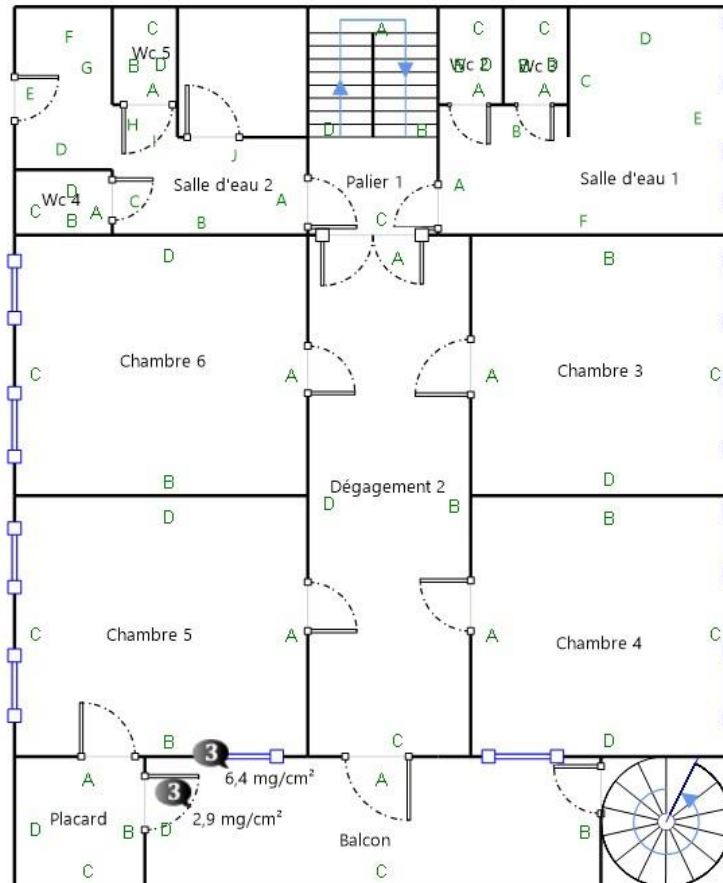 F
C
A
C
C
D
G
Wc 5
B
D
Wc 2
B
D
Wc 3
B
D
C
E
A
A
A
E
H
I
D
B
B
D
J
D
Wc 4
C
A
B
C
Salle d'eau 2
A
B
Palier 1
C
A
Salle d'eau 1
F
D
A
B
Chambre 6
C
A
B
Chambre 3
A
C
D
Dégagement 2
D
B
D
B
Chambre 5
C
A
B
Chambre 4
A
C
D
C
3
6,4 mg/cm²
A
A
3
2,9 mg/cm²
Placard
D
B
D
Balcon
B
C
C